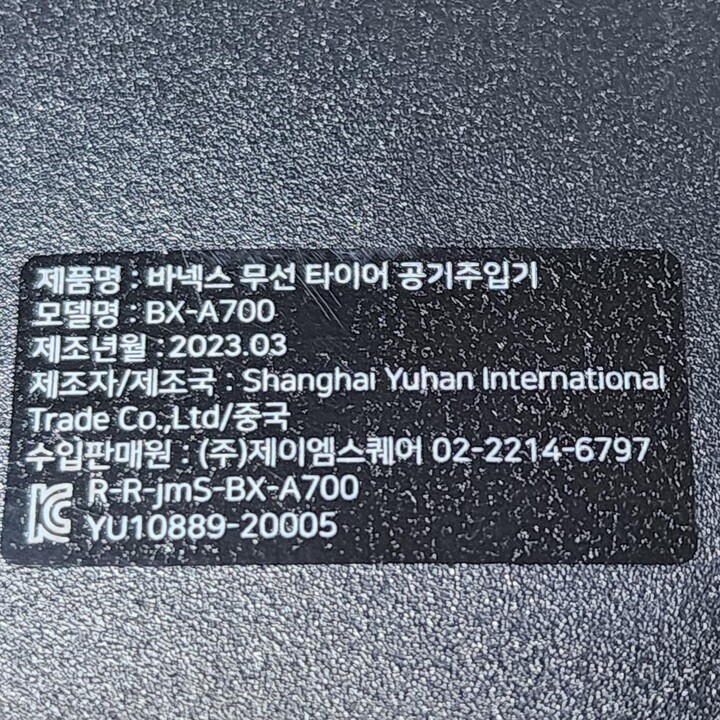 제품명 : 바넥스 무선 타이어 공기주입기
모델명 : BX-A700
제조년월 : 2023.03
제조자/제조국 : Shanghai Yuhan International
Trade Co.,Ltd/중국
수입판매원 : (주)제이엠스퀘어 02-2214-6797
R-R-jmS-BX-A700
YU10889-20005